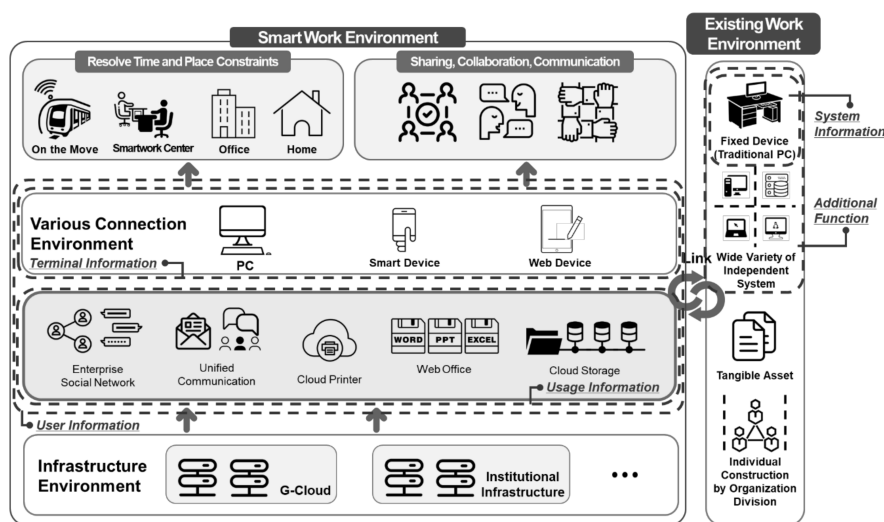 Smart Work Environment
Existing Work
Environment
Resolve Time and Place Constraints
Sharing, Collaboration, Communication
On the Move
Smartwork Center
Office
Home
Fixed Device
(Traditional PC)
System
Information
Various Connection
Environment
Terminal Information
PC
Smart Device
Web Device
Additional
Function
Link
Wide Variety of
Independent
System
Enterprise
Social Network
Unified
Communication
Cloud Printer
WORD
PPT
EXCEL
Web Office
Cloud Storage
Usage Information
User Information
Tangible Asset
Infrastructure
Environment
G-Cloud
Institutional
Infrastructure
•••
Individual
Construction
by Organization
Division